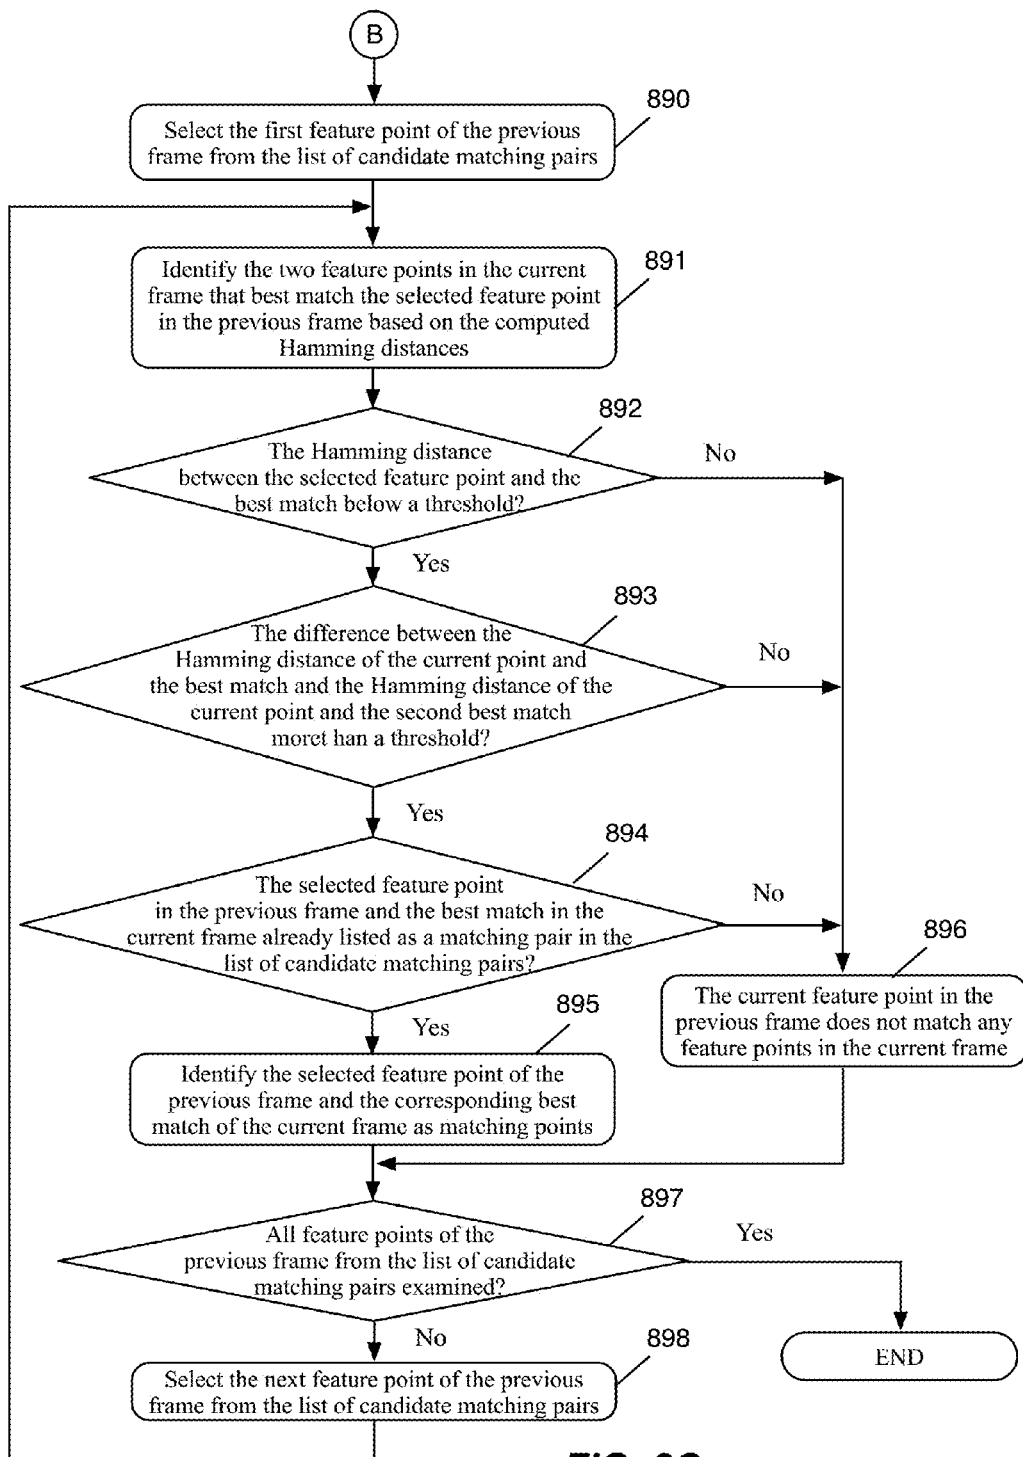 B
890
Select the first feature point of the previous
frame from the list of candidate matching pairs
891
Identify the two feature points in the current
frame that best match the selected feature point
in the previous frame based on the computed
Hamming distances
892
The Hamming distance
between the selected feature point and the
best match below a threshold?
No
Yes
893
The difference between the
Hamming distance of the current point and
the best match and the Hamming distance of the
current point and the second best match
moret han a threshold?
No
Yes
894
The selected feature point
in the previous frame and the best match in the
current frame already listed as a matching pair in the
list of candidate matching pairs?
No
Yes
896
The current feature point in the
previous frame does not match any
feature points in the current frame
895
Identify the selected feature point of the
previous frame and the corresponding best
match of the current frame as matching points
897
All feature points of the
previous frame from the list of candidate
matching pairs examined?
Yes
No
END
898
Select the next feature point of the previous
frame from the list of candidate matching pairs